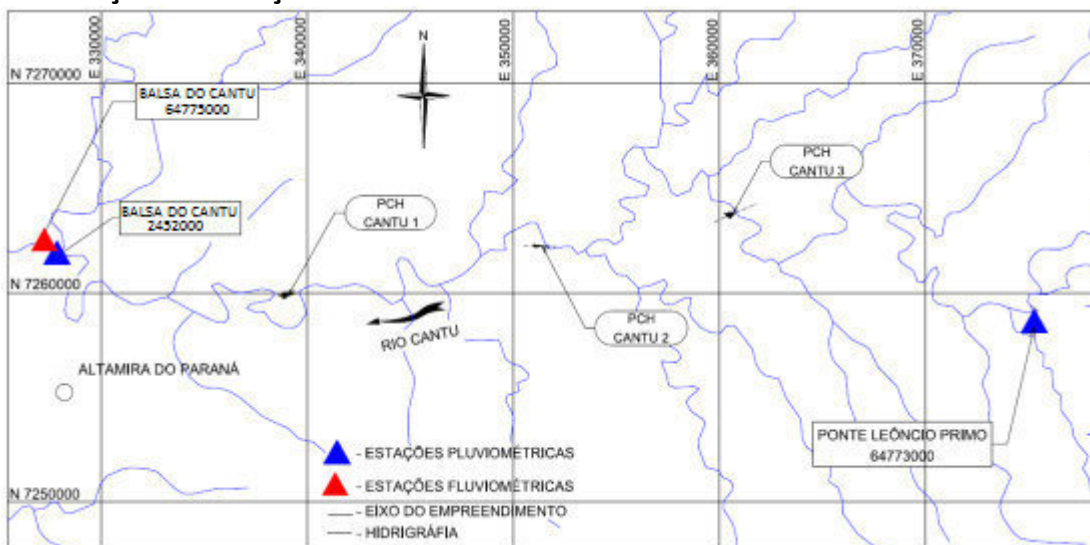 E 330000
E 340000
E 350000
E 360000
E 370000
N
N 7270000
BALSA DO CANTU
64775000
PCH
CANTU 3
PCH
CANTU 1
BALSA DO CANTU
2452000
N 7260000
PCH
CANTU 2
RIO CANTU
ALTAMIRA DO PARANÁ
PONTE LEÔNCIO PRIMO
64773000
- ESTAÇÕES PLUVIOMÉTRICAS
- ESTAÇÕES FLUVIOMÉTRICAS
N 7250000
- EIXO DO EMPREENDIMENTO
- HIDRIGRÁFIA